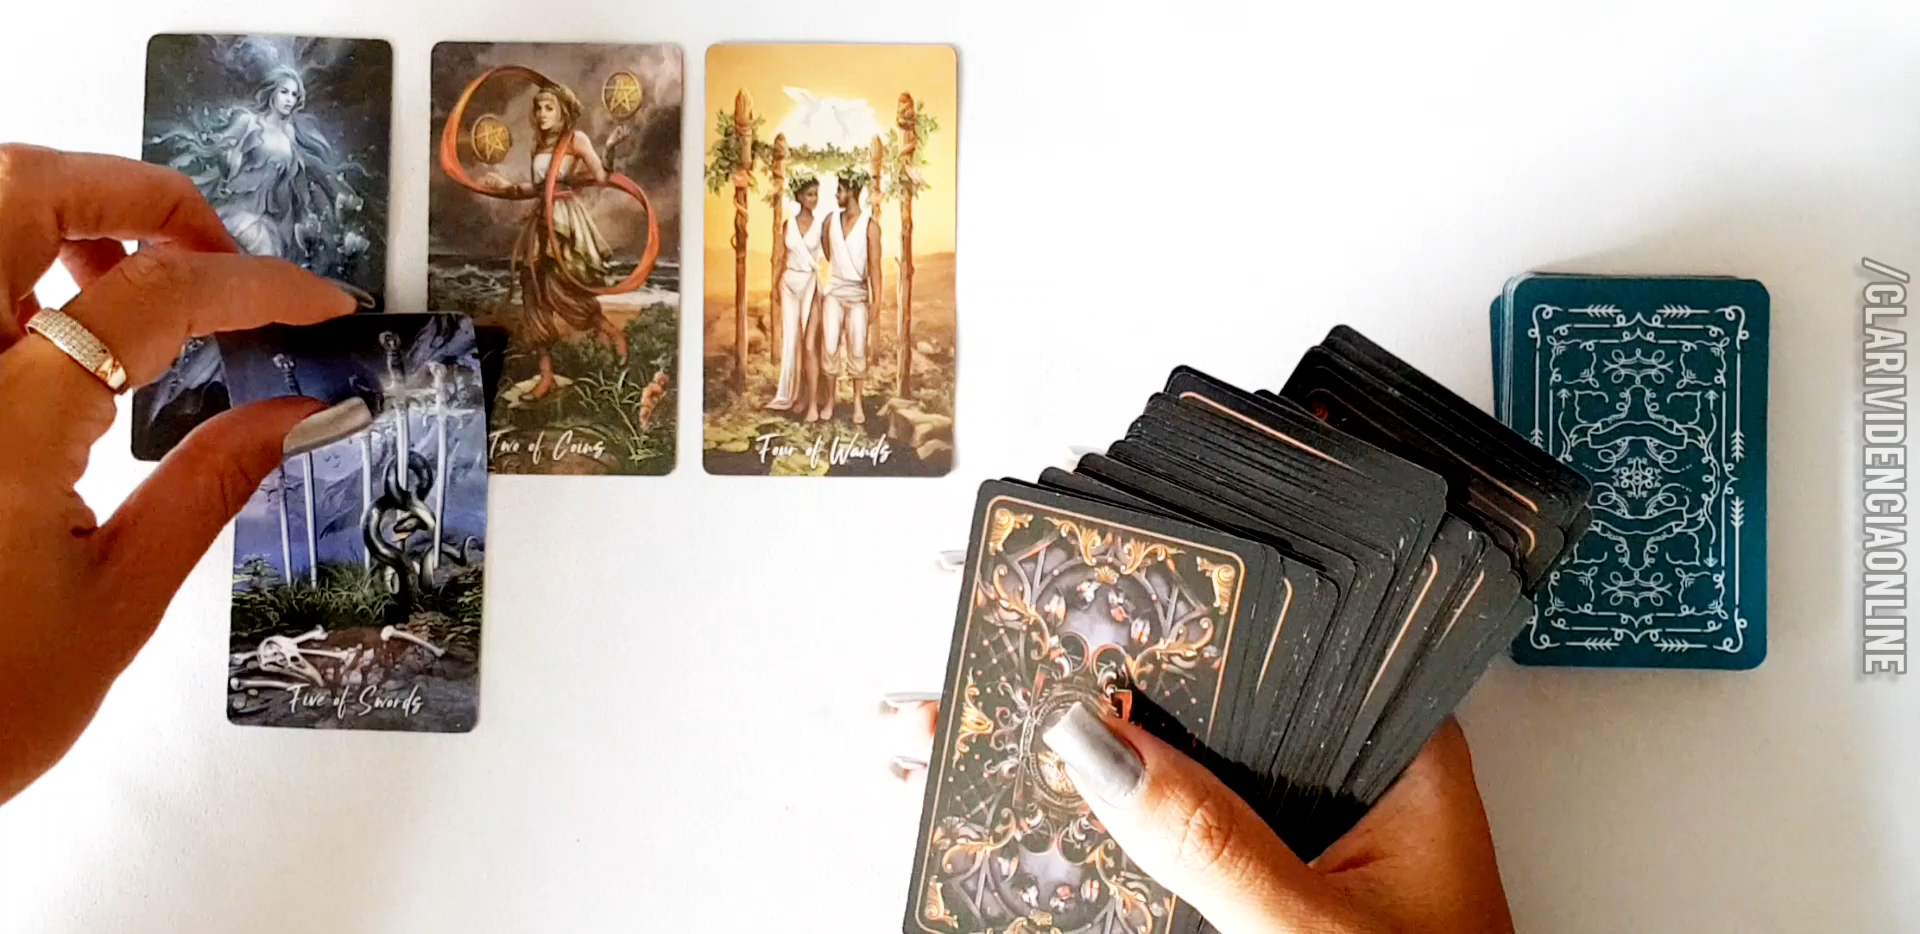 Two of Coins
Four of Wands
Five of Swords
/CLARIVIDENCIAONLINE